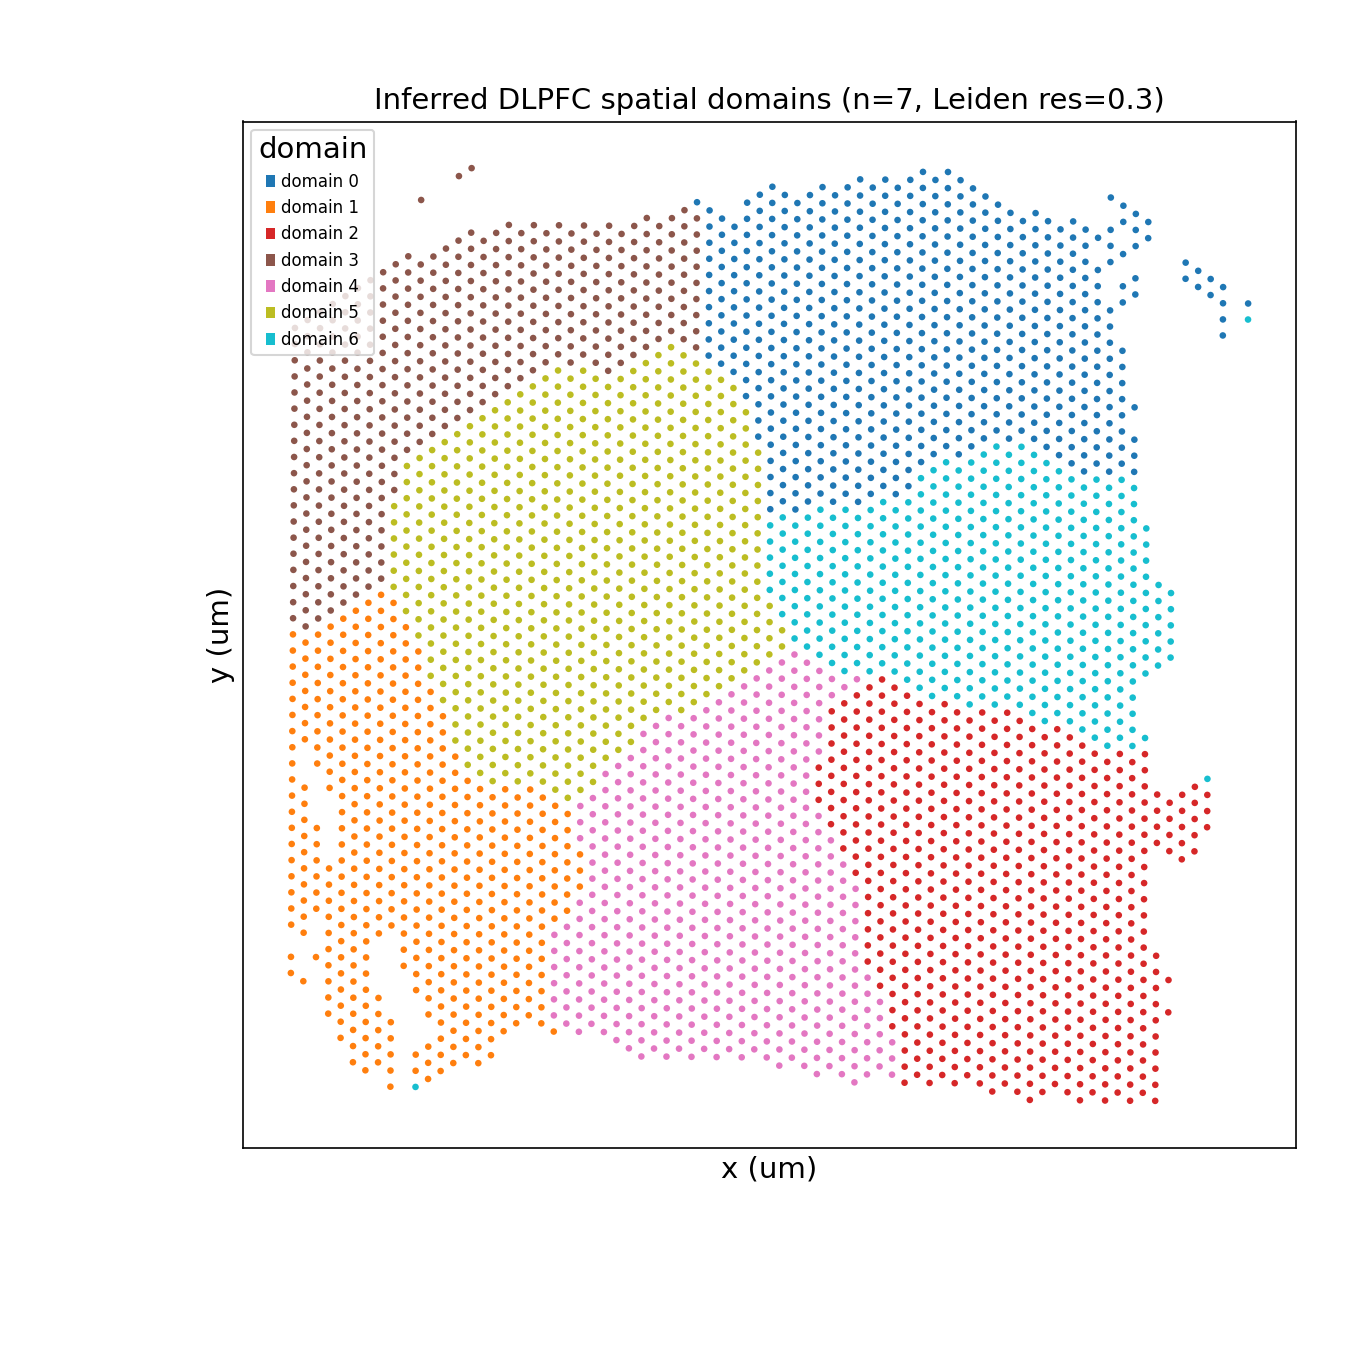 Inferred DLPFC spatial domains (n=7, Leiden res=0.3)
domain
domain 0
domain 1
domain 2
domain 3
domain 4
domain 5
domain 6
y (um)
x (um)